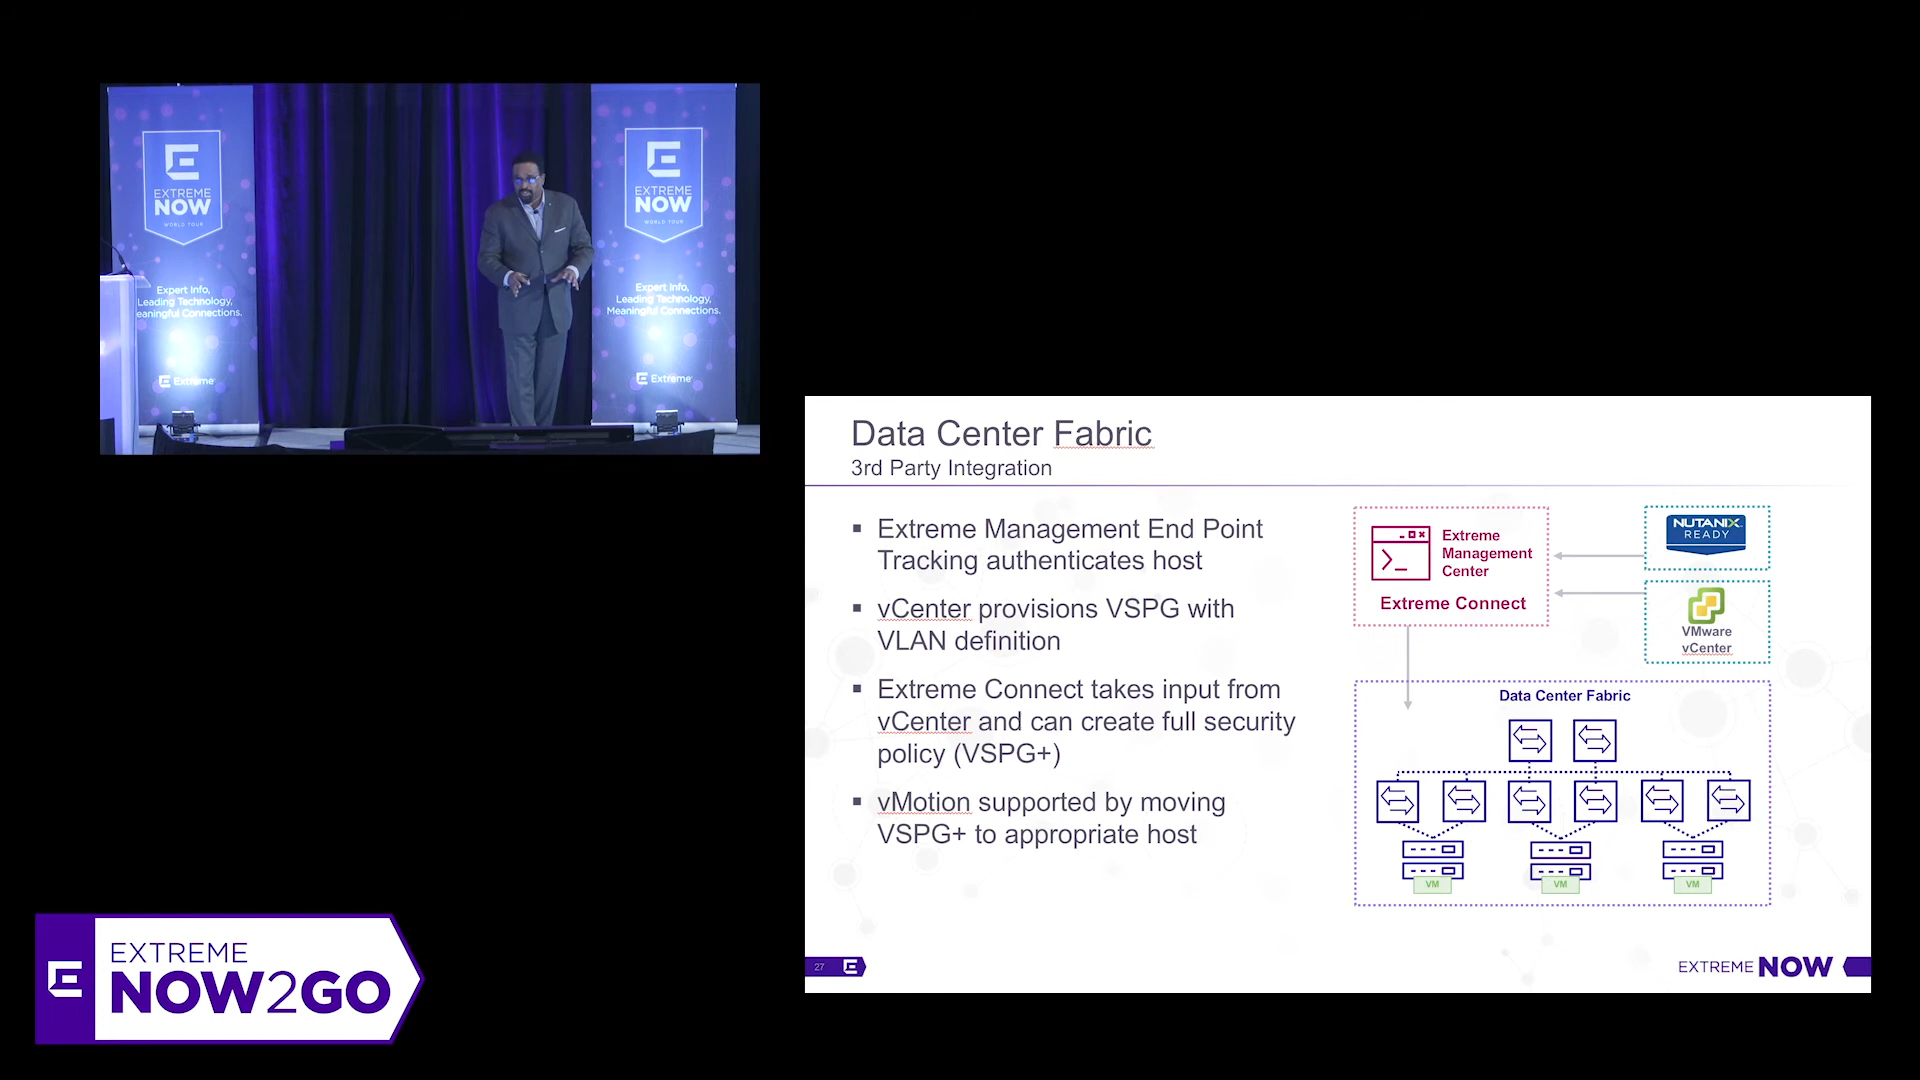 EXTREME
NOW
WORLD TOUR
Expert Info,
Leading Technology,
eaningful Connections.
Extreme
EXTREME
NOW
WORLD TOUR
Expert Info,
Leading Technology,
Meaningful Connections.
Extreme
Data Center Fabric
3rd Party Integration
▪ Extreme Management End Point
Tracking authenticates host
▪ vCenter provisions VSPG with
VLAN definition
▪ Extreme Connect takes input from
vCenter and can create full security
policy (VSPG+)
▪ vMotion supported by moving
VSPG+ to appropriate host
Extreme
Management
Center
Extreme Connect
NUTANIX
READY
VMware
vCenter
Data Center Fabric
VM
VM
VM
27
EXTREME NOW
EXTREME
NOW2GO